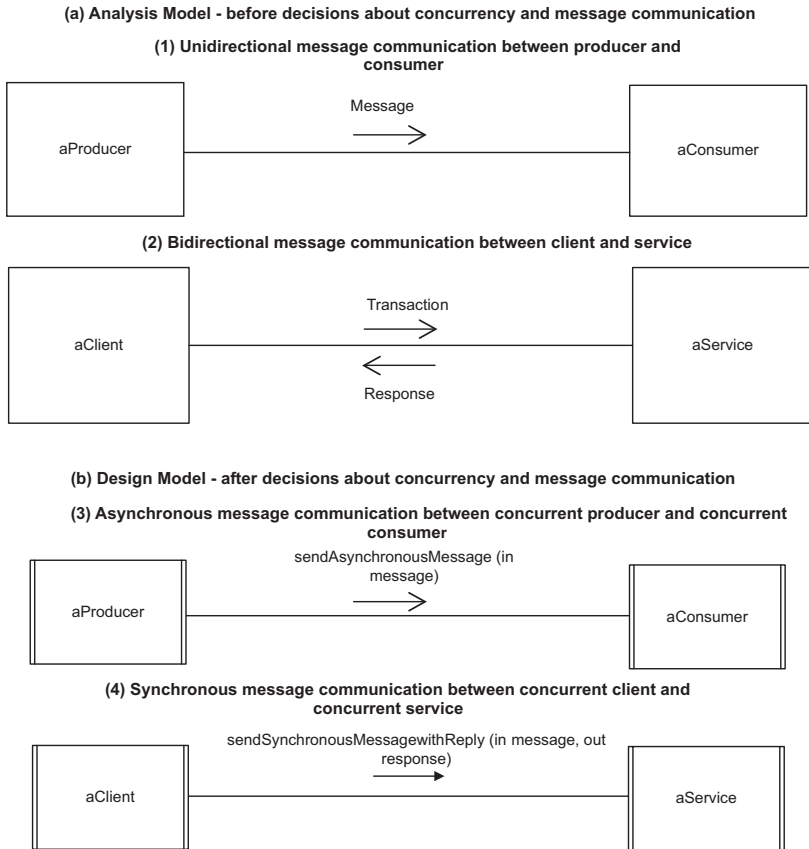 (a) Analysis Model - before decisions about concurrency and message communication
(1) Unidirectional message communication between producer and
consumer
Message
aProducer
aConsumer
(2) Bidirectional message communication between client and service
Transaction
aClient
aService
Response
(b) Design Model - after decisions about concurrency and message communication
(3) Asynchronous message communication between concurrent producer and concurrent
consumer
sendAsynchronousMessage (in
message)
aProducer
aConsumer
(4) Synchronous message communication between concurrent client and
concurrent service
sendSynchronousMessagewithReply (in message, out
response)
aClient
aService